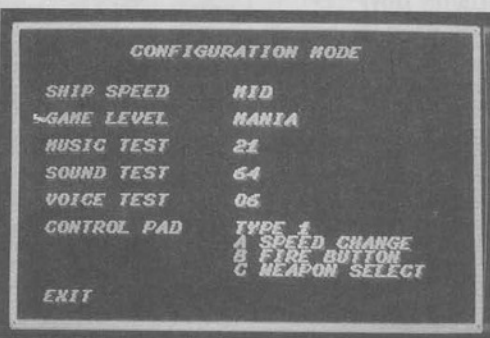 CONFIGURATION MODE
SHIP SPEED MID
GAME LEVEL MANIA
MUSIC TEST 21
SOUND TEST 64
VOICE TEST 06
CONTROL PAD TYPE 1
A SPEED CHANGE
B FIRE BUTTON
C WEAPON SELECT
EXIT